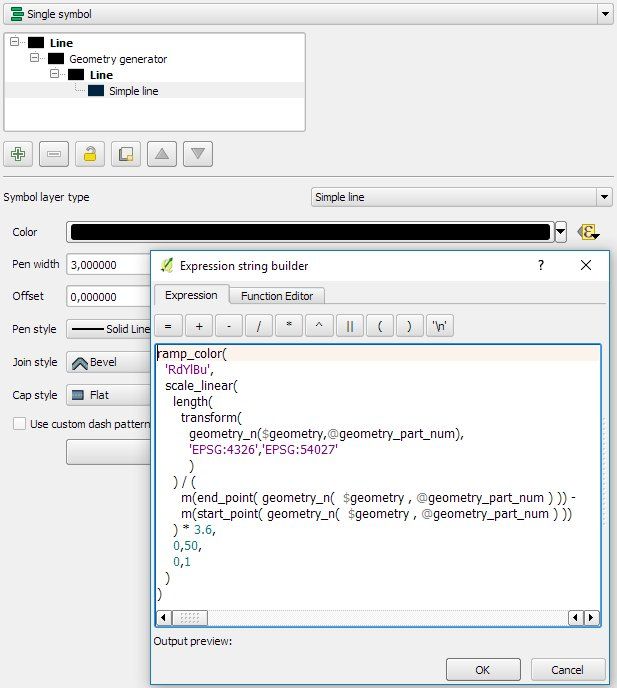 Single symbol
Line
Geometry generator
Line
Simple line
Symbol layer type
Simple line
Color
ε
Pen width
3,000000
Offset
0,000000
Pen style
Solid Line
Join style
Bevel
Cap style
Flat
Use custom dash pattern
Expression string builder
?
Expression
Function Editor
= + - / * ^ || ( ) '\n'
ramp_color(
'RdYlBu',
scale_linear(
length(
transform(
geometry_n($geometry,@geometry_part_num),
'EPSG:4326','EPSG:54027'
)
) / (
m(end_point( geometry_n(  $geometry , @geometry_part_num ) )) -
m(start_point( geometry_n(  $geometry , @geometry_part_num ) ))
) * 3.6,
0,50,
0,1
)
)
Output preview:
OK
Cancel